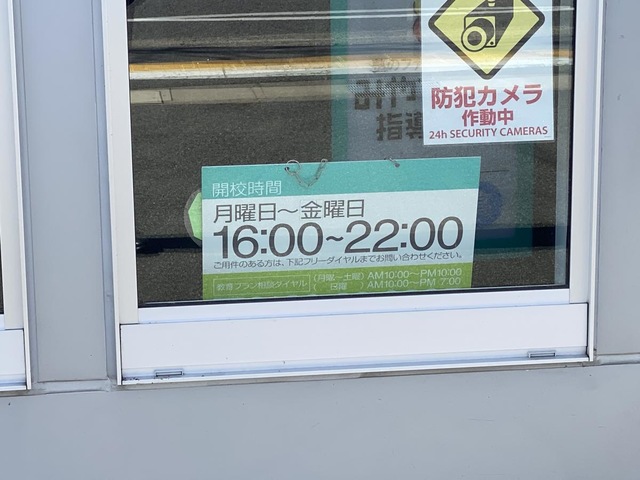 防犯カメラ
作動中
24h SECURITY CAMERAS
指導
開校時間
月曜日～金曜日
16:00～22:00
ご用件のある方は、下記フリーダイヤルまでお問い合わせください。
(月曜～土曜) AM10:00～PM10:00
プラン相談ダイヤル
( 日曜 ) AM10:00～PM 7:00